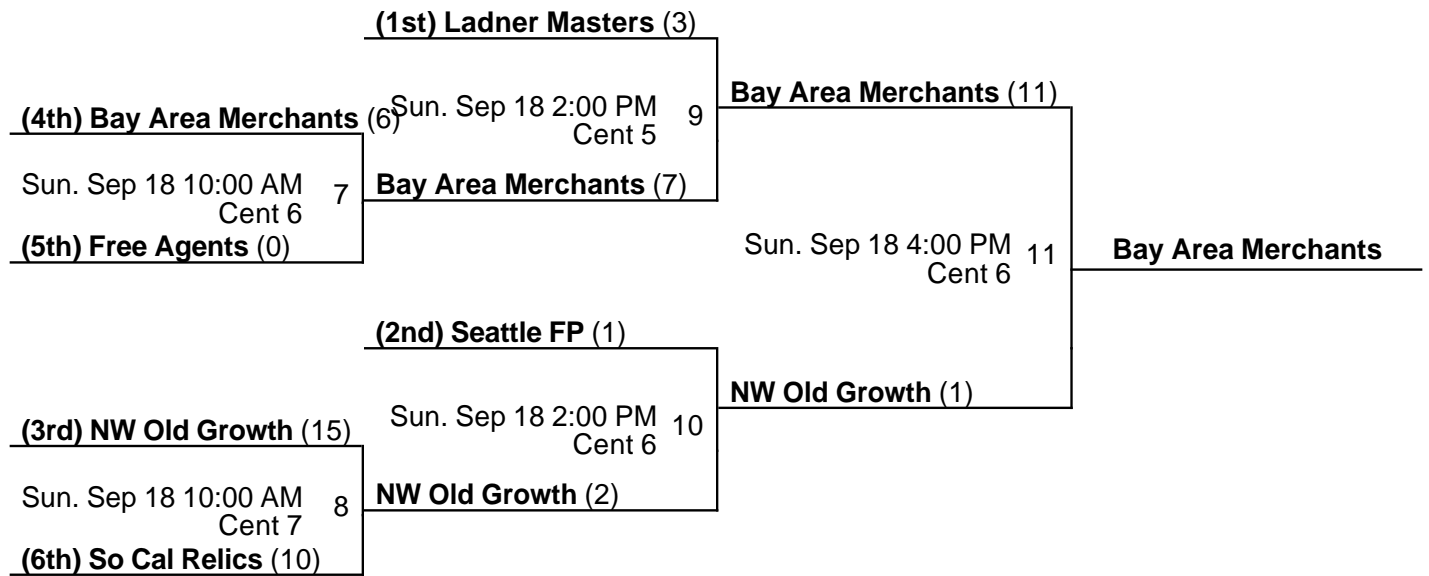 (1st) Ladner Masters (3)
Sun. Sep 18 2:00 PM
Cent 5
9
Bay Area Merchants (11)
(4th) Bay Area Merchants (6)
Sun. Sep 18 10:00 AM
Cent 6
7
Bay Area Merchants (7)
(5th) Free Agents (0)
Sun. Sep 18 4:00 PM
Cent 6
11
Bay Area Merchants
(2nd) Seattle FP (1)
Sun. Sep 18 2:00 PM
Cent 6
10
NW Old Growth (1)
(3rd) NW Old Growth (15)
Sun. Sep 18 10:00 AM
Cent 7
8
NW Old Growth (2)
(6th) So Cal Relics (10)